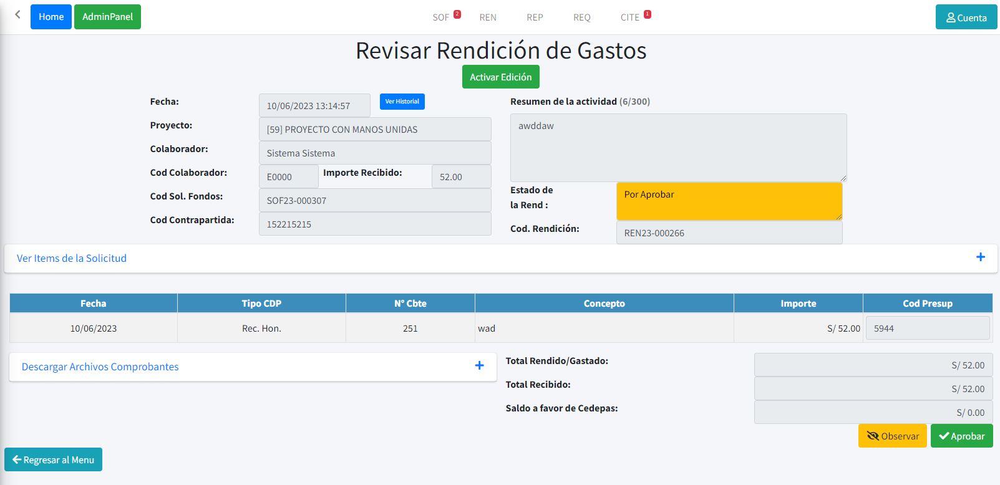 Home AdminPanel SOF 2 REN REP REQ CITE 1 Cuenta
Revisar Rendición de Gastos
Activar Edición
Fecha: 10/06/2023 13:14:57 Ver Historial
Proyecto: [59] PROYECTO CON MANOS UNIDAS
Colaborador: Sistema Sistema
Cod Colaborador: E0000 Importe Recibido: 52.00
Cod Sol. Fondos: SOF23-000307
Cod Contrapartida: 152215215
Resumen de la actividad (6/300)
awddaw
Estado de
la Rend :
Por Aprobar
Cod. Rendición: REN23-000266
Ver Items de la Solicitud
Fecha Tipo CDP N° Cbte Concepto Importe Cod Presup
10/06/2023 Rec. Hon. 251 wad S/ 52.00 5944
Descargar Archivos Comprobantes
Total Rendido/Gastado: S/ 52.00
Total Recibido: S/ 52.00
Saldo a favor de Cedepas: S/ 0.00
Observar Aprobar
Regresar al Menu